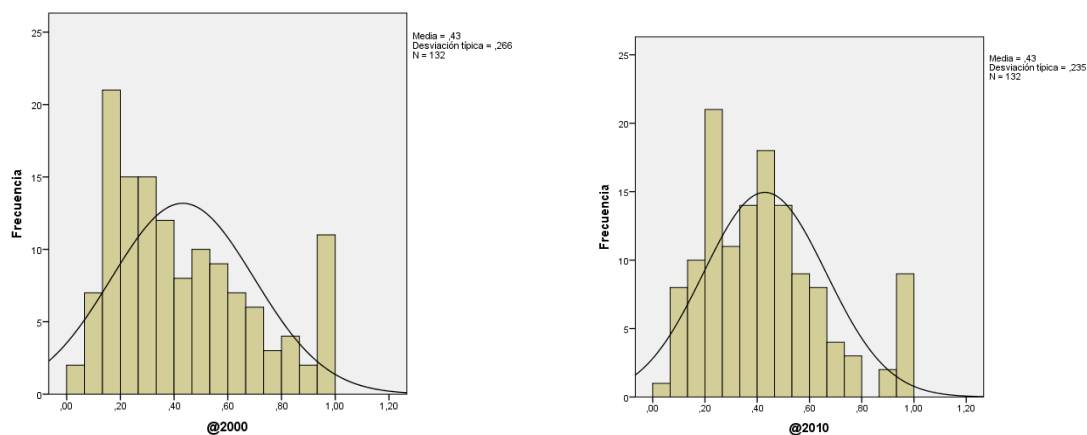 Media = ,43
Desviación típica = ,266
N = 132
Frecuencia
25
20
15
10
5
0
,00 ,20 ,40 ,60 ,80 1,00 1,20
@2000
Media = ,43
Desviación típica = ,235
N = 132
Frecuencia
25
20
15
10
5
0
,00 ,20 ,40 ,60 ,80 1,00 1,20
@2010